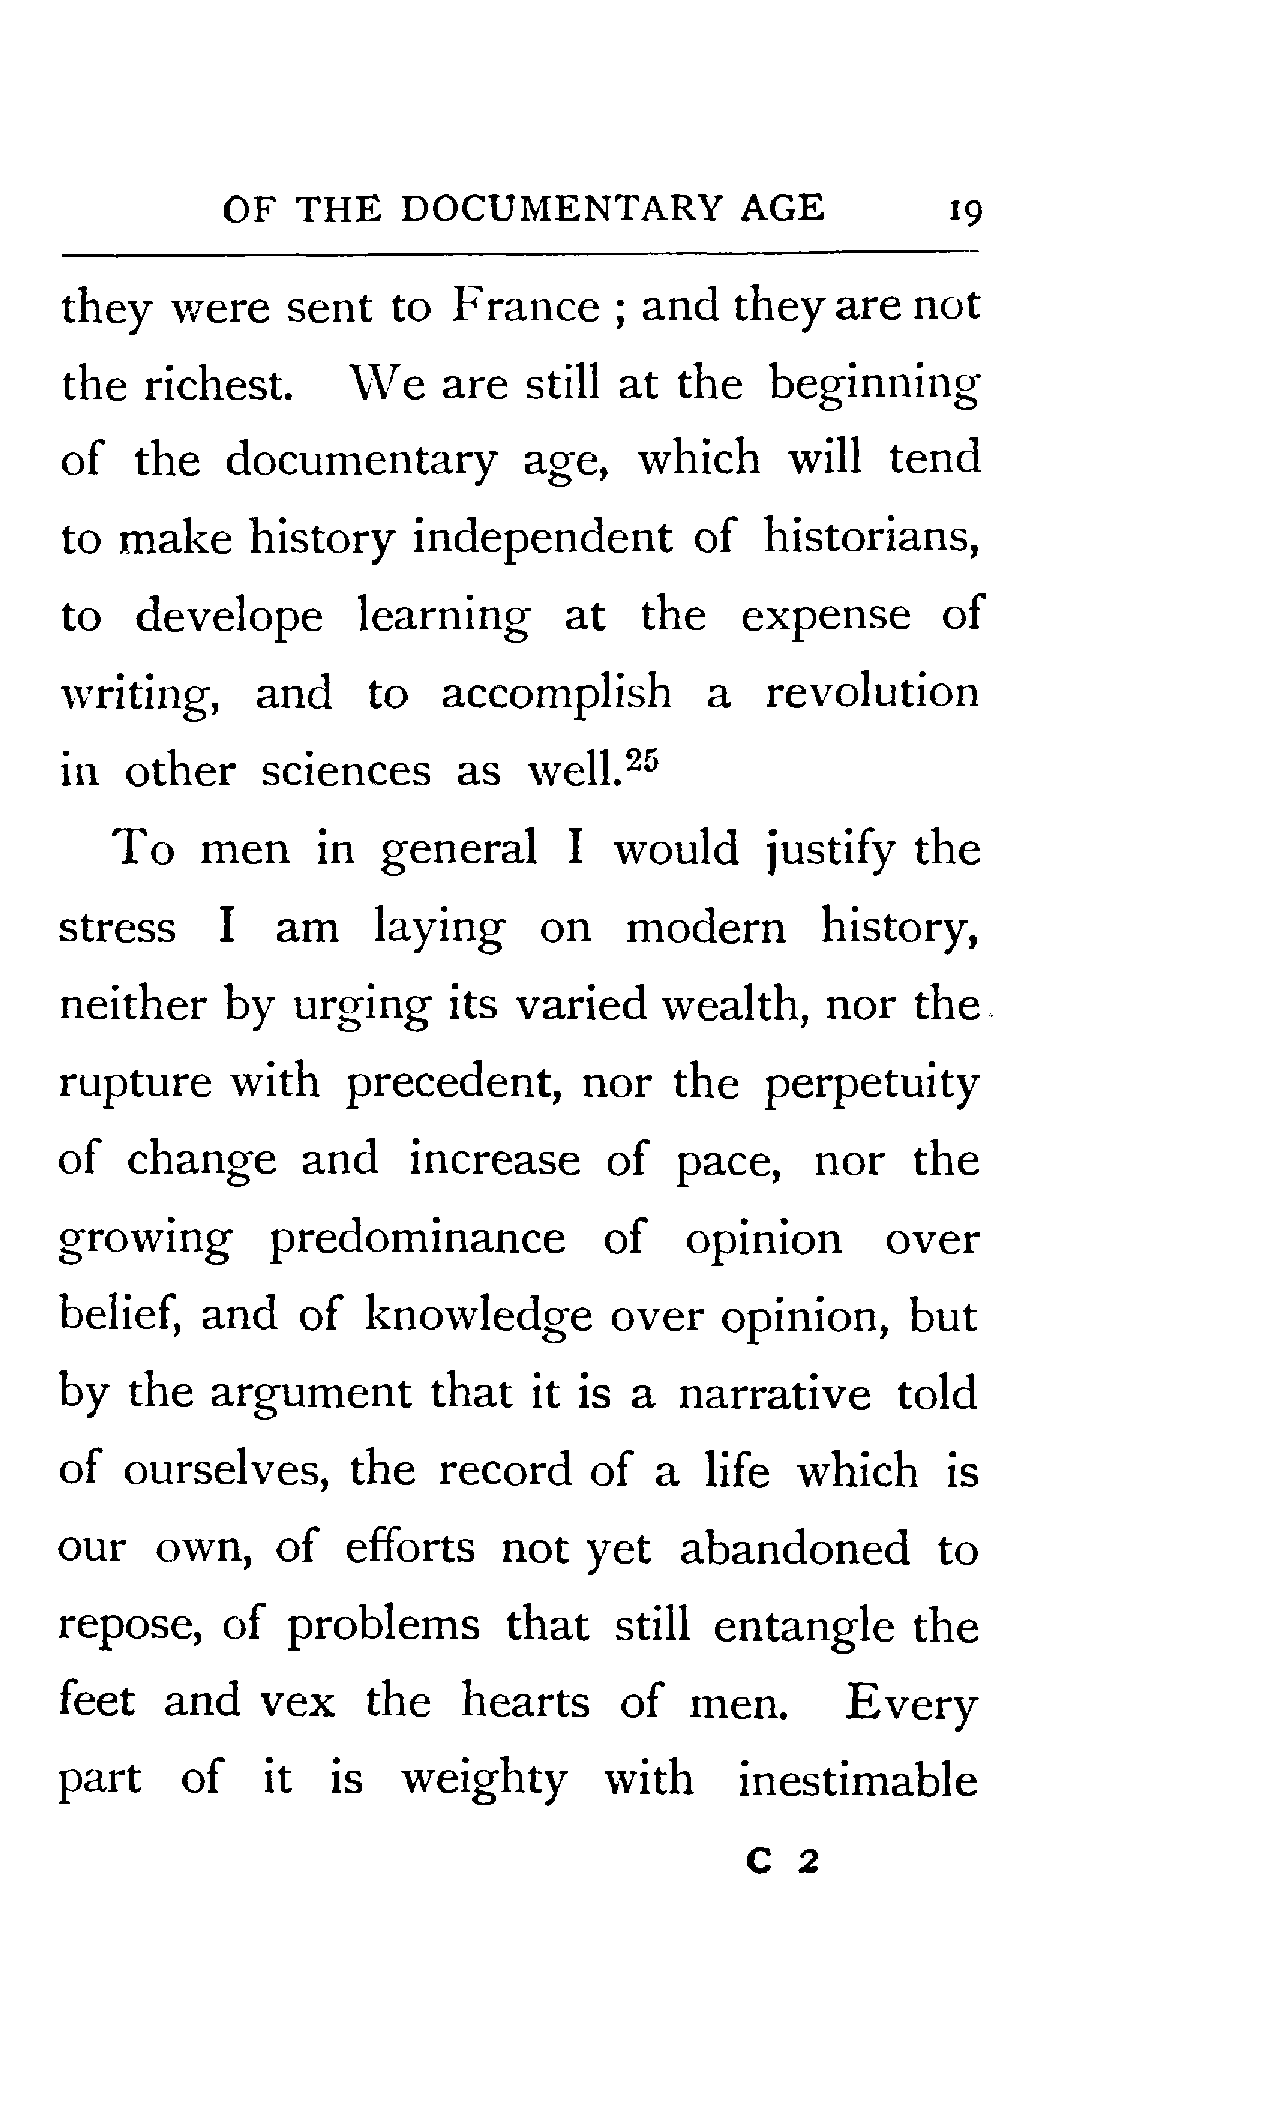 OF THE DOCUMENTARY AGE 19
they were sent to France ; and they are not
the richest. We are still at the beginning
of the documentary age, which will tend
to make history independent of historians,
to develope learning at the expense of
writing, and to accomplish a revolution
in other sciences as well.²⁵
To men in general I would justify the
stress I am laying on modern history,
neither by urging its varied wealth, nor the
rupture with precedent, nor the perpetuity
of change and increase of pace, nor the
growing predominance of opinion over
belief, and of knowledge over opinion, but
by the argument that it is a narrative told
of ourselves, the record of a life which is
our own, of efforts not yet abandoned to
repose, of problems that still entangle the
feet and vex the hearts of men. Every
part of it is weighty with inestimable
C 2